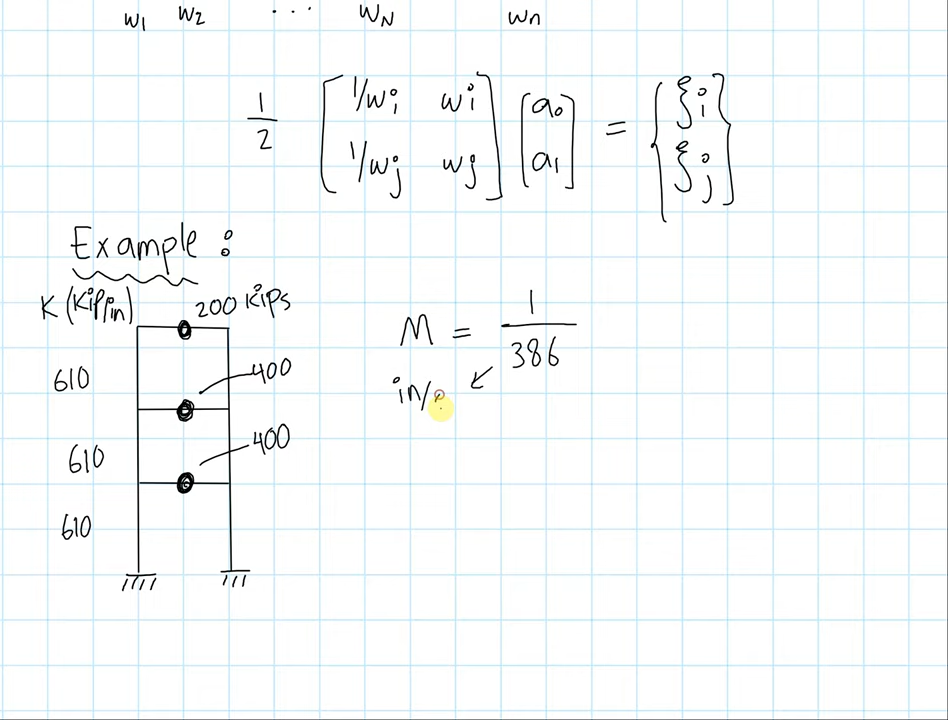 w1 w2 ... wN wn
1/2 [1/wi wi] [a0] = {ξi}
[1/wj wj] [a1] {ξj}
Example :
K (Kip/in) 200 Kips
M = 1/386
610 400
in/s
610 400
610